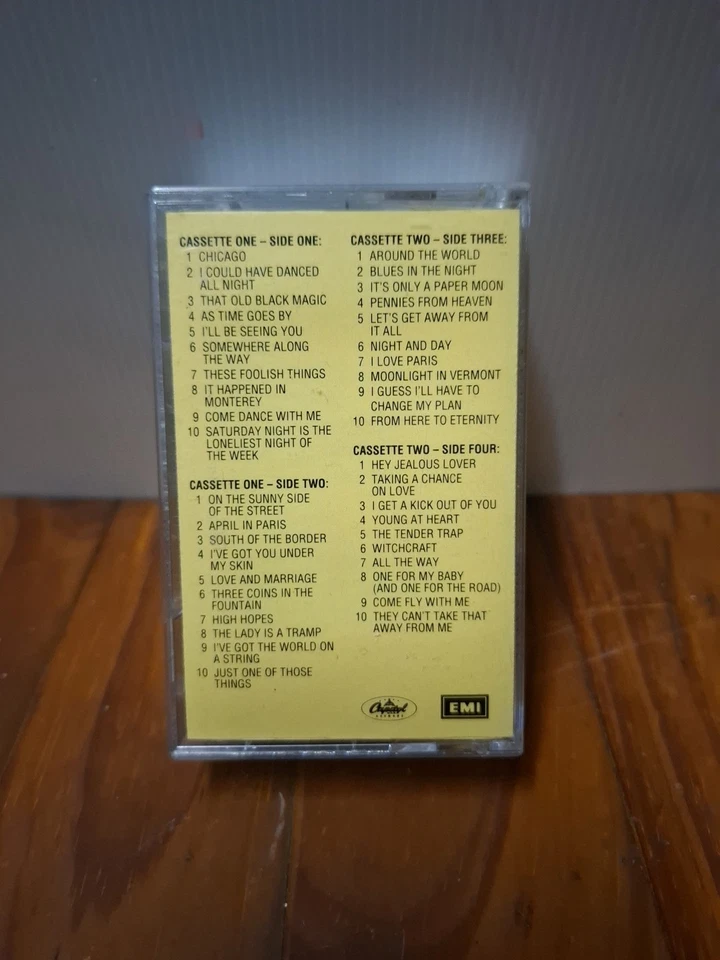 CASSETTE ONE – SIDE ONE:
1 CHICAGO
2 I COULD HAVE DANCED
ALL NIGHT
3 THAT OLD BLACK MAGIC
4 AS TIME GOES BY
5 I'LL BE SEEING YOU
6 SOMEWHERE ALONG
THE WAY
7 THESE FOOLISH THINGS
8 IT HAPPENED IN
MONTEREY
9 COME DANCE WITH ME
10 SATURDAY NIGHT IS THE
LONELIEST NIGHT OF
THE WEEK
CASSETTE ONE – SIDE TWO:
1 ON THE SUNNY SIDE
OF THE STREET
2 APRIL IN PARIS
3 SOUTH OF THE BORDER
4 I'VE GOT YOU UNDER
MY SKIN
5 LOVE AND MARRIAGE
6 THREE COINS IN THE
FOUNTAIN
7 HIGH HOPES
8 THE LADY IS A TRAMP
9 I'VE GOT THE WORLD ON
A STRING
10 JUST ONE OF THOSE
THINGS
CASSETTE TWO – SIDE THREE:
1 AROUND THE WORLD
2 BLUES IN THE NIGHT
3 IT'S ONLY A PAPER MOON
4 PENNIES FROM HEAVEN
5 LET'S GET AWAY FROM
IT ALL
6 NIGHT AND DAY
7 I LOVE PARIS
8 MOONLIGHT IN VERMONT
9 I GUESS I'LL HAVE TO
CHANGE MY PLAN
10 FROM HERE TO ETERNITY
CASSETTE TWO – SIDE FOUR:
1 HEY JEALOUS LOVER
2 TAKING A CHANCE
ON LOVE
3 I GET A KICK OUT OF YOU
4 YOUNG AT HEART
5 THE TENDER TRAP
6 WITCHCRAFT
7 ALL THE WAY
8 ONE FOR MY BABY
(AND ONE FOR THE ROAD)
9 COME FLY WITH ME
10 THEY CAN'T TAKE THAT
AWAY FROM ME
Capitol
RECORDS
EMI